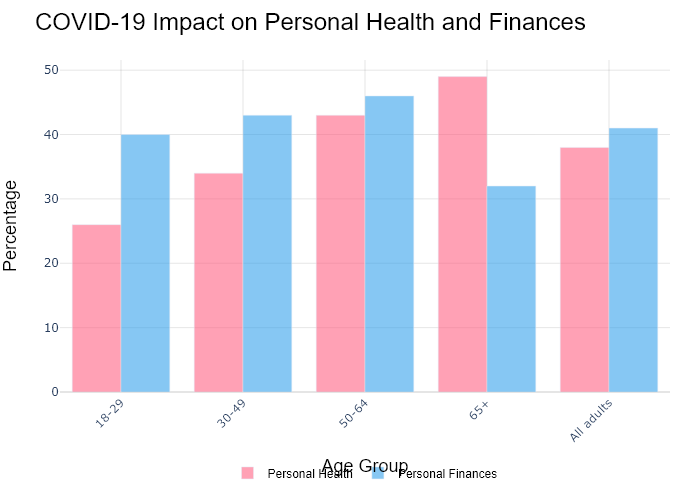 COVID-19 Impact on Personal Health and Finances
Percentage
50
40
30
20
10
0
18-29
30-49
50-64
65+
All adults
Age Group
Personal Health
Personal Finances